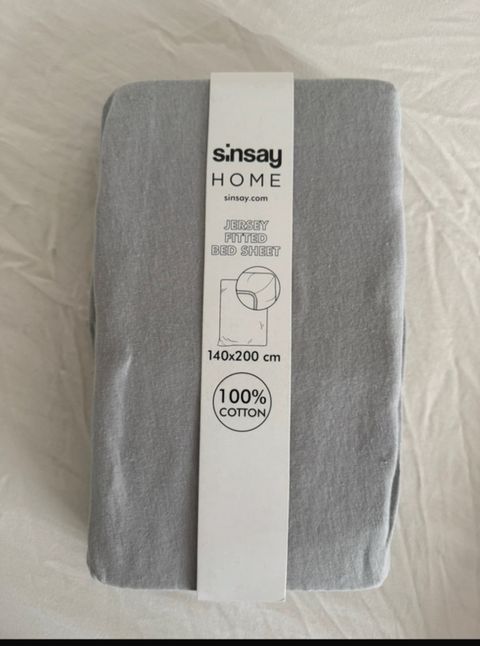 sinsay
HOME
sinsay.com
JERSEY
FITTED
BED SHEET
140x200 cm
100%
COTTON